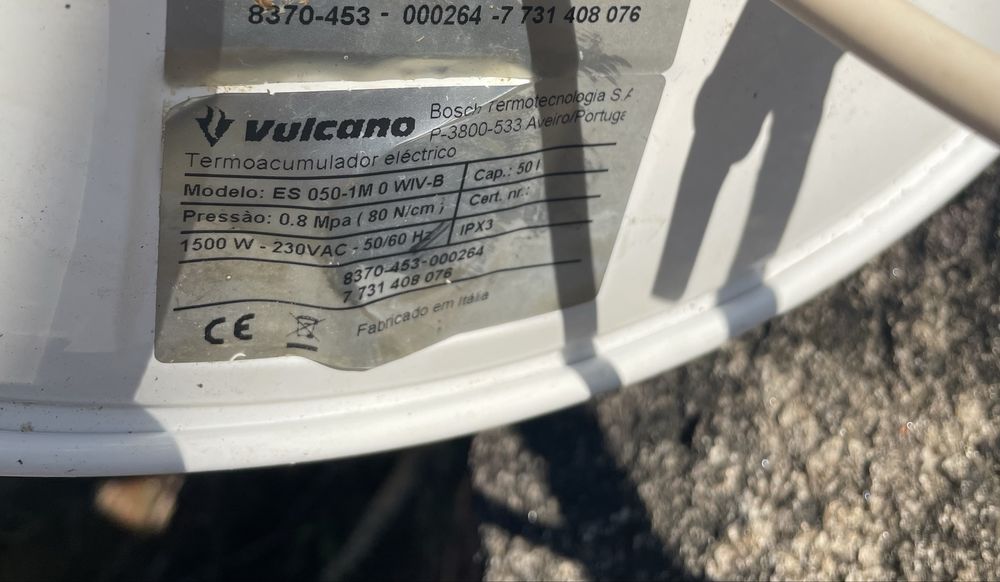 8370-453 - 000264 -7 731 408 076
Vulcano
Bosch Termotecnologia S.A
P-3800-533 Aveiro/Portuga
Termoacumulador eléctrico
Modelo: ES 050-1M 0 WIV-B
Cap.: 50 l
Pressào: 0.8 Mpa ( 80 N/cm )
Cert. nr.:
1500 W - 230VAC - 50/60 Hz
IPX3
8370-453-000264
7 731 408 076
CE
Fabricado em Itália